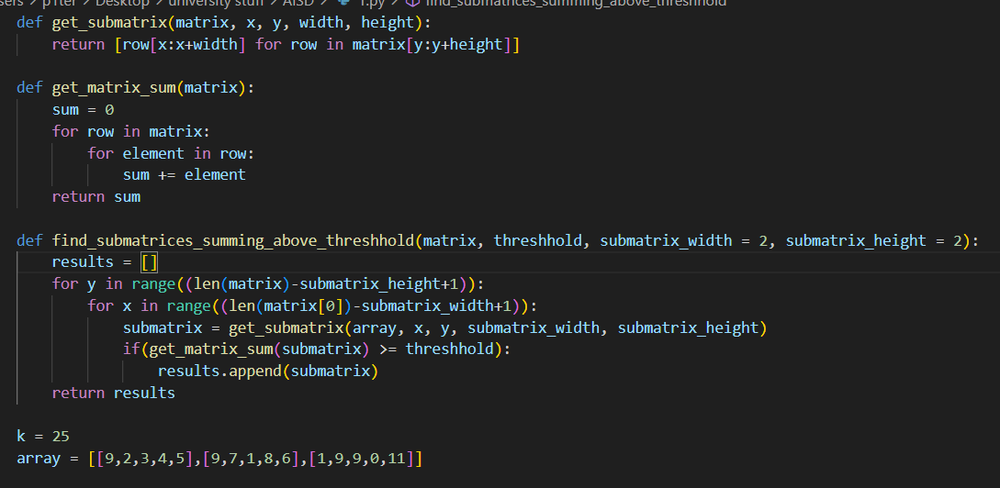 ers > p1ter > Desktop > university stuff > AISD > 1.py > find_submatrices_summing_above_threshhold
def get_submatrix(matrix, x, y, width, height):
    return [row[x:x+width] for row in matrix[y:y+height]]
def get_matrix_sum(matrix):
    sum = 0
    for row in matrix:
        for element in row:
            sum += element
    return sum
def find_submatrices_summing_above_threshhold(matrix, threshhold, submatrix_width = 2, submatrix_height = 2):
    results = []
    for y in range((len(matrix)-submatrix_height+1)):
        for x in range((len(matrix[0])-submatrix_width+1)):
            submatrix = get_submatrix(array, x, y, submatrix_width, submatrix_height)
            if(get_matrix_sum(submatrix) >= threshhold):
                results.append(submatrix)
    return results
k = 25
array = [[9,2,3,4,5],[9,7,1,8,6],[1,9,9,0,11]]